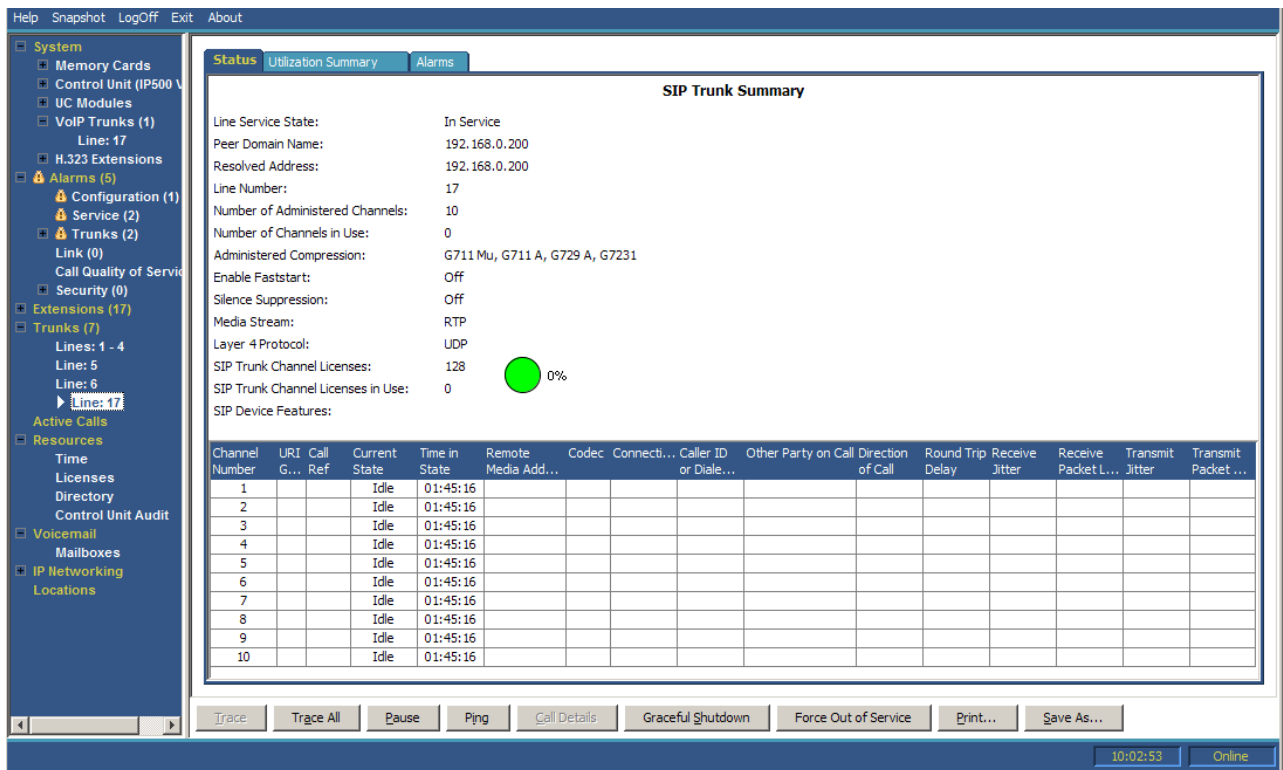 Help Snapshot LogOff Exit About
System
Memory Cards
Control Unit (IP500 V
UC Modules
VoIP Trunks (1)
Line: 17
H.323 Extensions
Alarms (5)
Configuration (1)
Service (2)
Trunks (2)
Link (0)
Call Quality of Servic
Security (0)
Extensions (17)
Trunks (7)
Lines: 1 - 4
Line: 5
Line: 6
Line: 17
Active Calls
Resources
Time
Licenses
Directory
Control Unit Audit
Voicemail
Mailboxes
IP Networking
Locations
Status Utilization Summary Alarms
SIP Trunk Summary
Line Service State: In Service
Peer Domain Name: 192.168.0.200
Resolved Address: 192.168.0.200
Line Number: 17
Number of Administered Channels: 10
Number of Channels in Use: 0
Administered Compression: G711 Mu, G711 A, G729 A, G7231
Enable Faststart: Off
Silence Suppression: Off
Media Stream: RTP
Layer 4 Protocol: UDP
SIP Trunk Channel Licenses: 128
0%
SIP Trunk Channel Licenses in Use: 0
SIP Device Features:
Channel URI Call Current Time in Remote Codec Connecti... Caller ID Other Party on Call Direction Round Trip Receive Receive Transmit Transmit
Number G... Ref State State Media Add... or Diale... of Call Delay Jitter Packet L... Jitter Packet ...
1 Idle 01:45:16
2 Idle 01:45:16
3 Idle 01:45:16
4 Idle 01:45:16
5 Idle 01:45:16
6 Idle 01:45:16
7 Idle 01:45:16
8 Idle 01:45:16
9 Idle 01:45:16
10 Idle 01:45:16
Trace Trace All Pause Ping Call Details Graceful Shutdown Force Out of Service Print... Save As...
10:02:53 Online